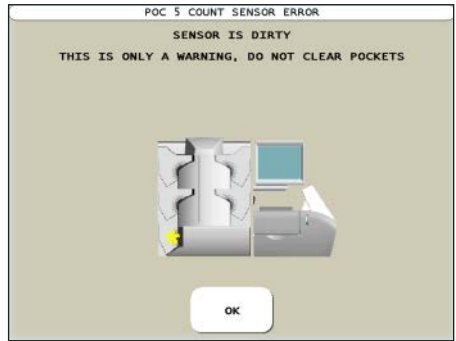 POC 5 COUNT SENSOR ERROR
SENSOR IS DIRTY
THIS IS ONLY A WARNING, DO NOT CLEAR POCKETS
OK